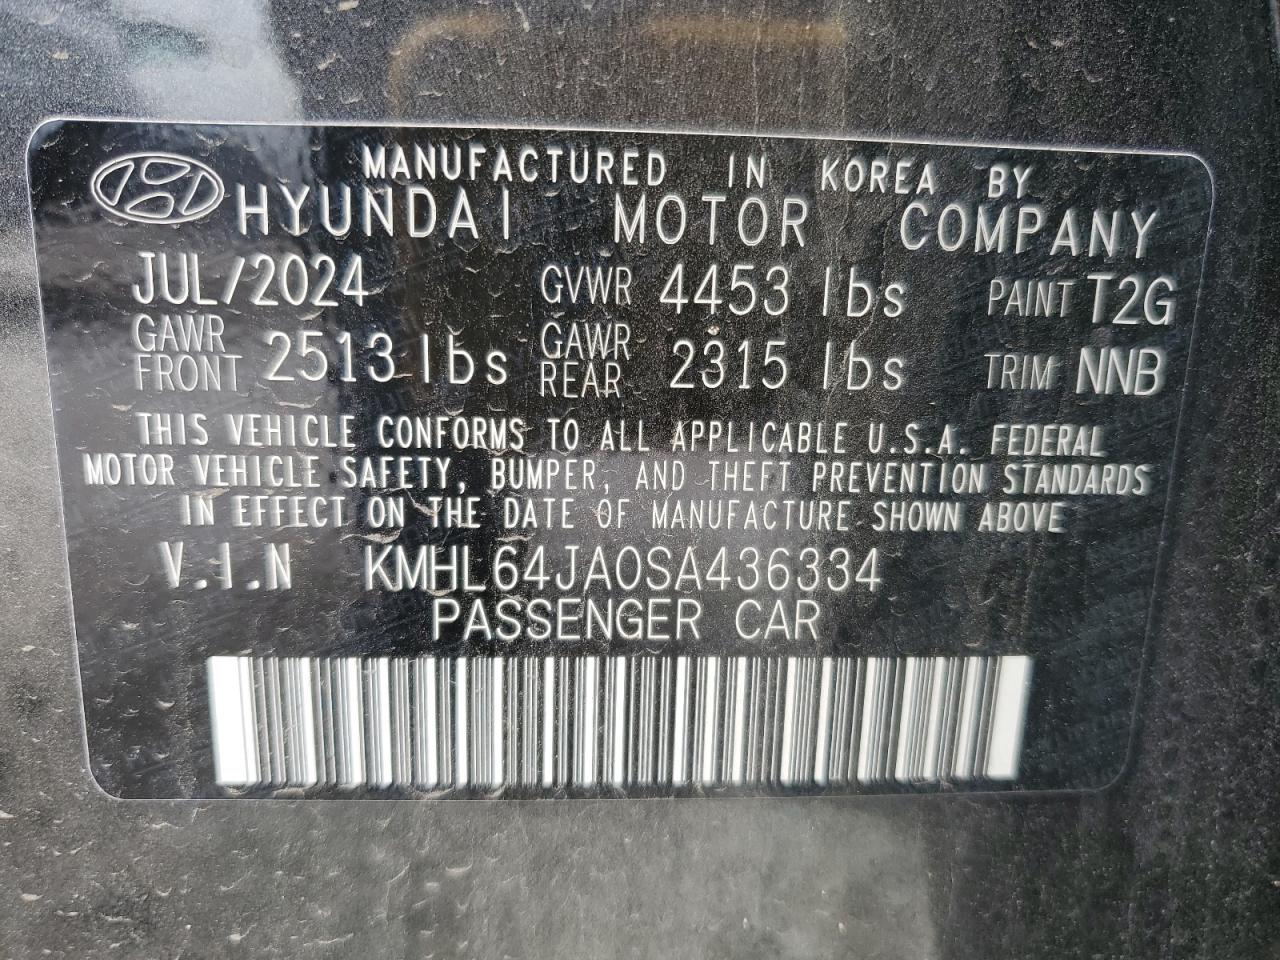 MANUFACTURED IN KOREA BY
HYUNDAI MOTOR COMPANY
JUL/2024 GVWR 4453 lbs PAINT T2G
GAWR FRONT 2513 lbs GAWR REAR 2315 lbs TRIM NNB
THIS VEHICLE CONFORMS TO ALL APPLICABLE U.S.A. FEDERAL
MOTOR VEHICLE SAFETY, BUMPER, AND THEFT PREVENTION STANDARDS
IN EFFECT ON THE DATE OF MANUFACTURE SHOWN ABOVE
V.I.N KMHL64JA0SA436334
PASSENGER CAR